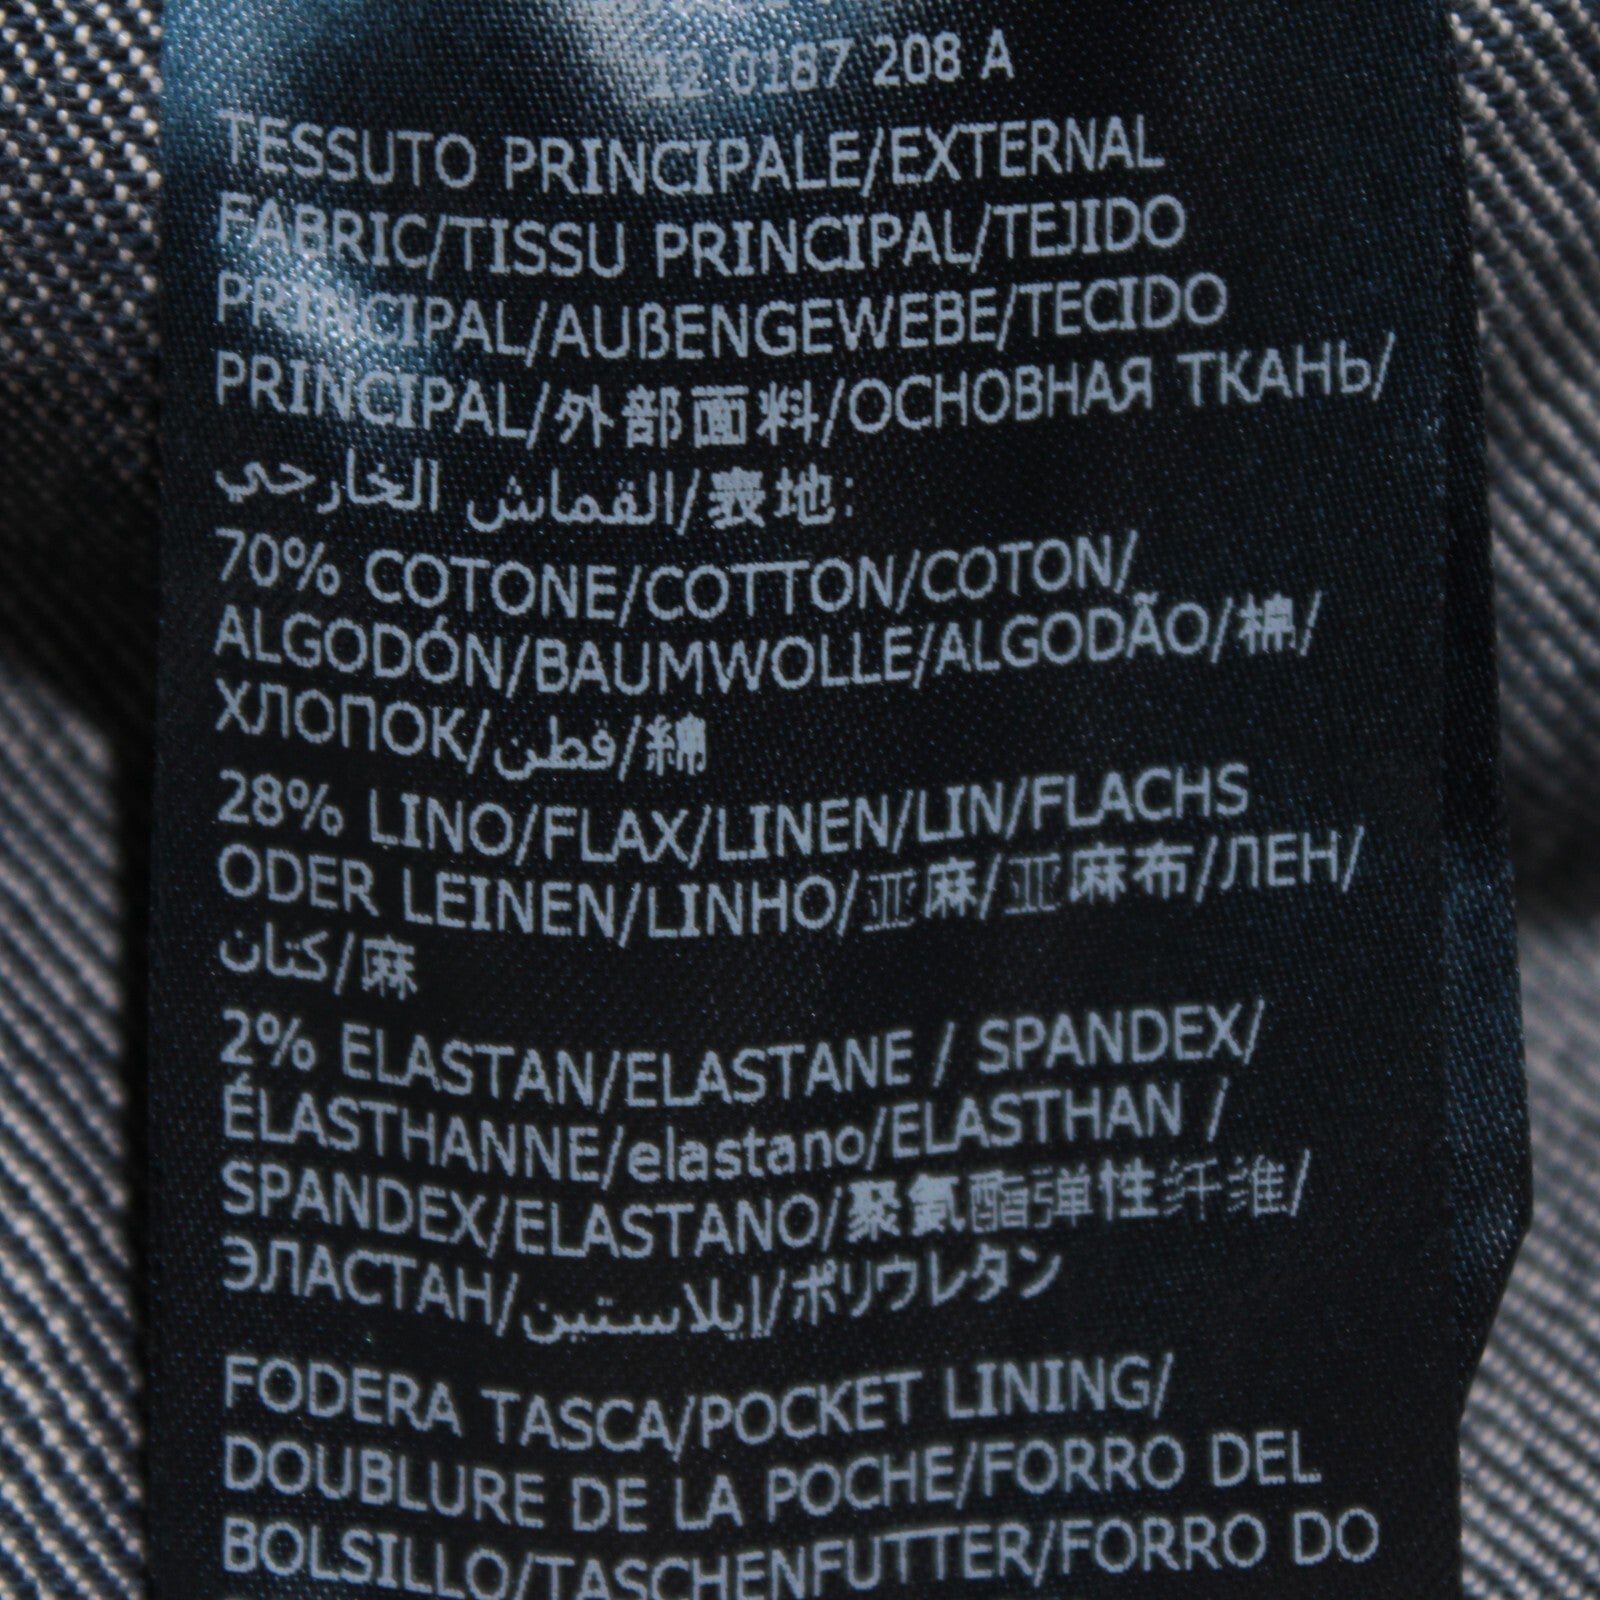 12 0187 208 A
TESSUTO PRINCIPALE/EXTERNAL
FABRIC/TISSU PRINCIPAL/TEJIDO
PRINCIPAL/AUßENGEWEBE/TECIDO
PRINCIPAL/外部面料/ОСНОВНАЯ ТКАНЬ/
القماش الخارجي/表地:
70% COTONE/COTTON/COTON/
ALGODÓN/BAUMWOLLE/ALGODÃO/棉/
ХЛОПОК/قطن/綿
28% LINO/FLAX/LINEN/LIN/FLACHS
ODER LEINEN/LINHO/亚麻/亚麻布/ЛЕН/
كتان/麻
2% ELASTAN/ELASTANE / SPANDEX/
ÉLASTHANNE/elastano/ELASTHAN /
SPANDEX/ELASTANO/聚氨酯弹性纤维/
ЭЛАСТАН/إيلاستين/ポリウレタン
FODERA TASCA/POCKET LINING/
DOUBLURE DE LA POCHE/FORRO DEL
BOLSILLO/TASCHENFUTTER/FORRO DO